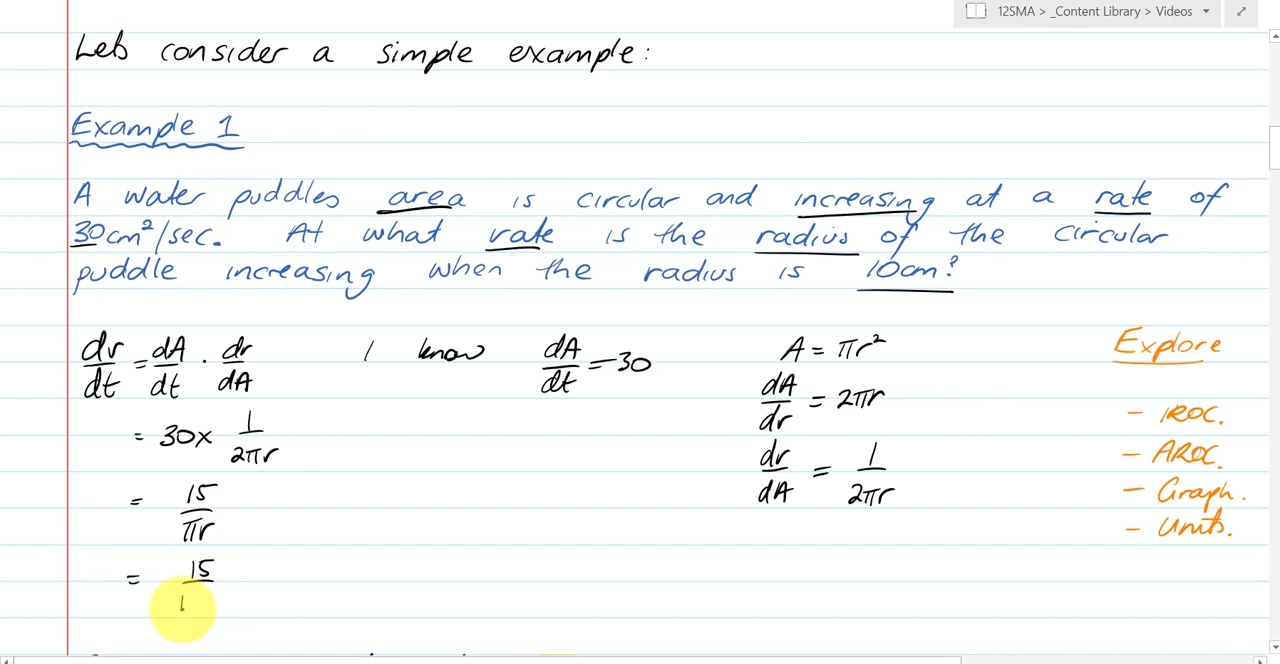 12SMA > _Content Library > Videos
Lets consider a simple example:
Example 1
A water puddles area is circular and increasing at a rate of
30cm²/sec. At what rate is the radius of the circular
puddle increasing when the radius is 10cm?
dr/dt = dA/dt · dr/dA
= 30 x 1/2πr
= 15/πr
= 15
I know dA/dt = 30
A = πr²
dA/dr = 2πr
dr/dA = 1/2πr
Explore
- IROC.
- AROC.
- Graph.
- Units.